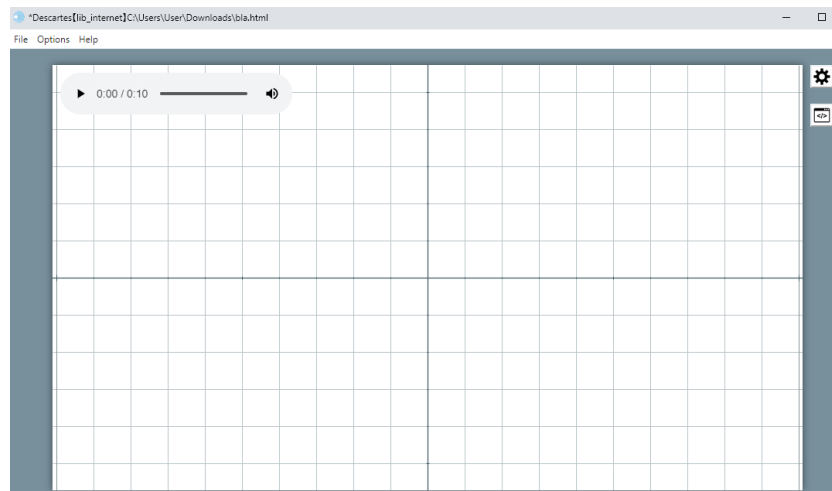 *Descartes【lib_internet】C:\Users\User\Downloads\bla.html
File Options Help
0:00 / 0:10
</>